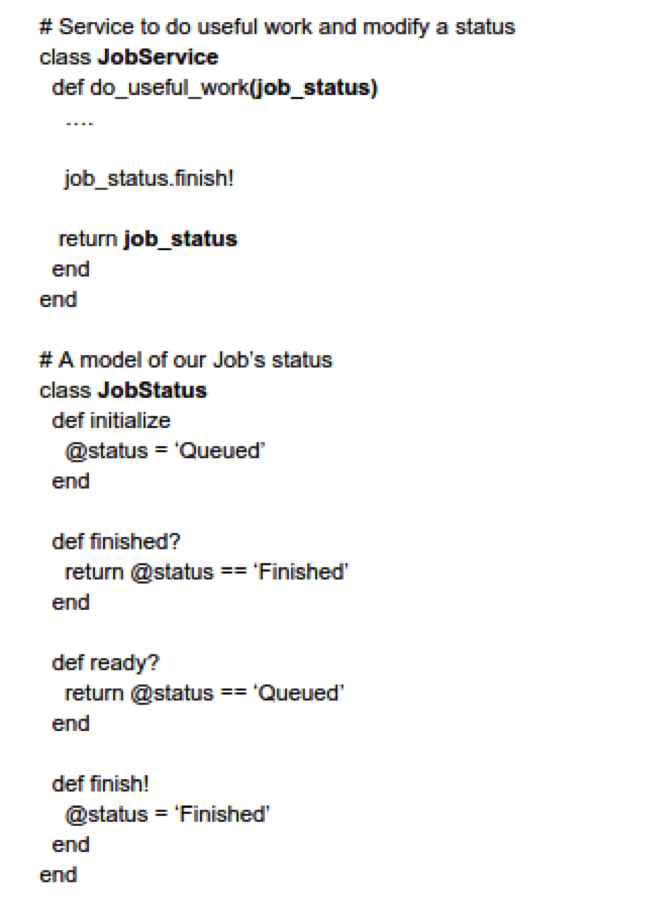 # Service to do useful work and modify a status
class JobService
def do_useful_work(job_status)
....
job_status.finish!
return job_status
end
end
# A model of our Job's status
class JobStatus
def initialize
@status = ‘Queued’
end
def finished?
return @status == ‘Finished’
end
def ready?
return @status == ‘Queued’
end
def finish!
@status = ‘Finished’
end
end